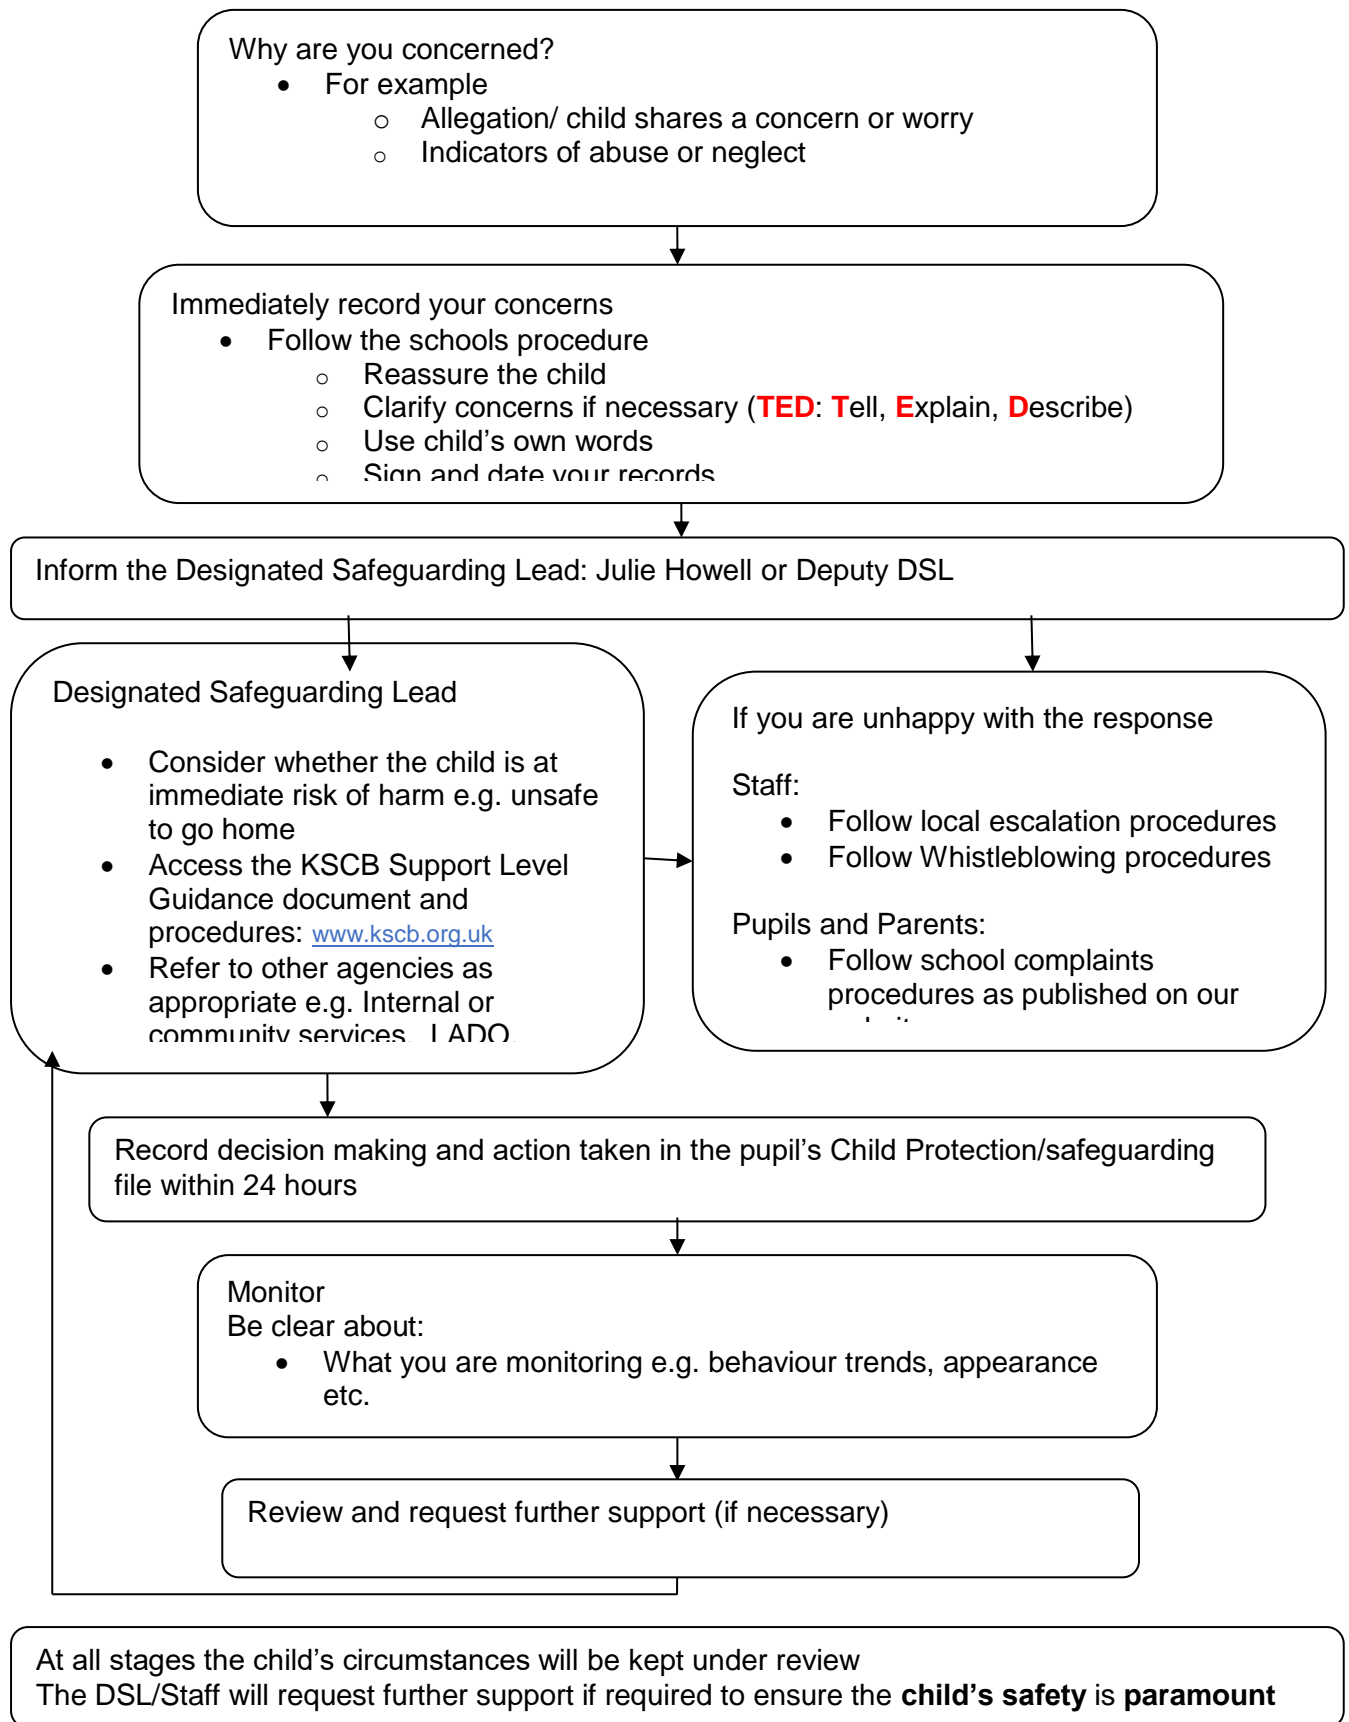 Why are you concerned?
• For example
o Allegation/ child shares a concern or worry
o Indicators of abuse or neglect
Immediately record your concerns
• Follow the schools procedure
o Reassure the child
o Clarify concerns if necessary (TED: Tell, Explain, Describe)
o Use child’s own words
o Sign and date your records
Inform the Designated Safeguarding Lead: Julie Howell or Deputy DSL
Designated Safeguarding Lead
• Consider whether the child is at
immediate risk of harm e.g. unsafe
to go home
• Access the KSCB Support Level
Guidance document and
procedures: www.kscb.org.uk
• Refer to other agencies as
appropriate e.g. Internal or
community services, LADO,
If you are unhappy with the response
Staff:
• Follow local escalation procedures
• Follow Whistleblowing procedures
Pupils and Parents:
• Follow school complaints
procedures as published on our
Record decision making and action taken in the pupil’s Child Protection/safeguarding
file within 24 hours
Monitor
Be clear about:
• What you are monitoring e.g. behaviour trends, appearance
etc.
Review and request further support (if necessary)
At all stages the child’s circumstances will be kept under review
The DSL/Staff will request further support if required to ensure the child’s safety is paramount